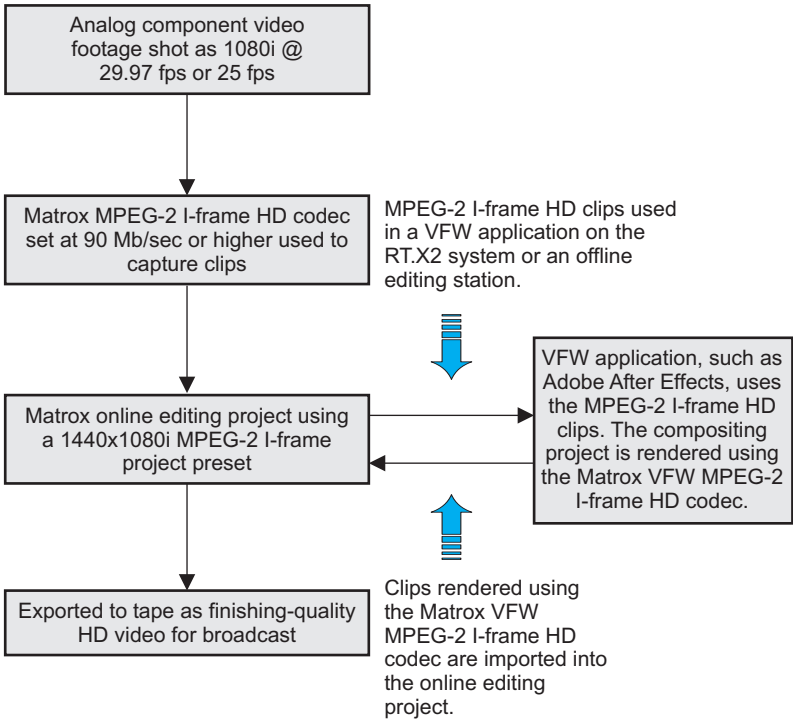 Analog component video
footage shot as 1080i @
29.97 fps or 25 fps
Matrox MPEG-2 I-frame HD codec
set at 90 Mb/sec or higher used to
capture clips
MPEG-2 I-frame HD clips used
in a VFW application on the
RT.X2 system or an offline
editing station.
Matrox online editing project using
a 1440x1080i MPEG-2 I-frame
project preset
VFW application, such as
Adobe After Effects, uses
the MPEG-2 I-frame HD
clips. The compositing
project is rendered using
the Matrox VFW MPEG-2
I-frame HD codec.
Exported to tape as finishing-quality
HD video for broadcast
Clips rendered using
the Matrox VFW
MPEG-2 I-frame HD
codec are imported into
the online editing
project.